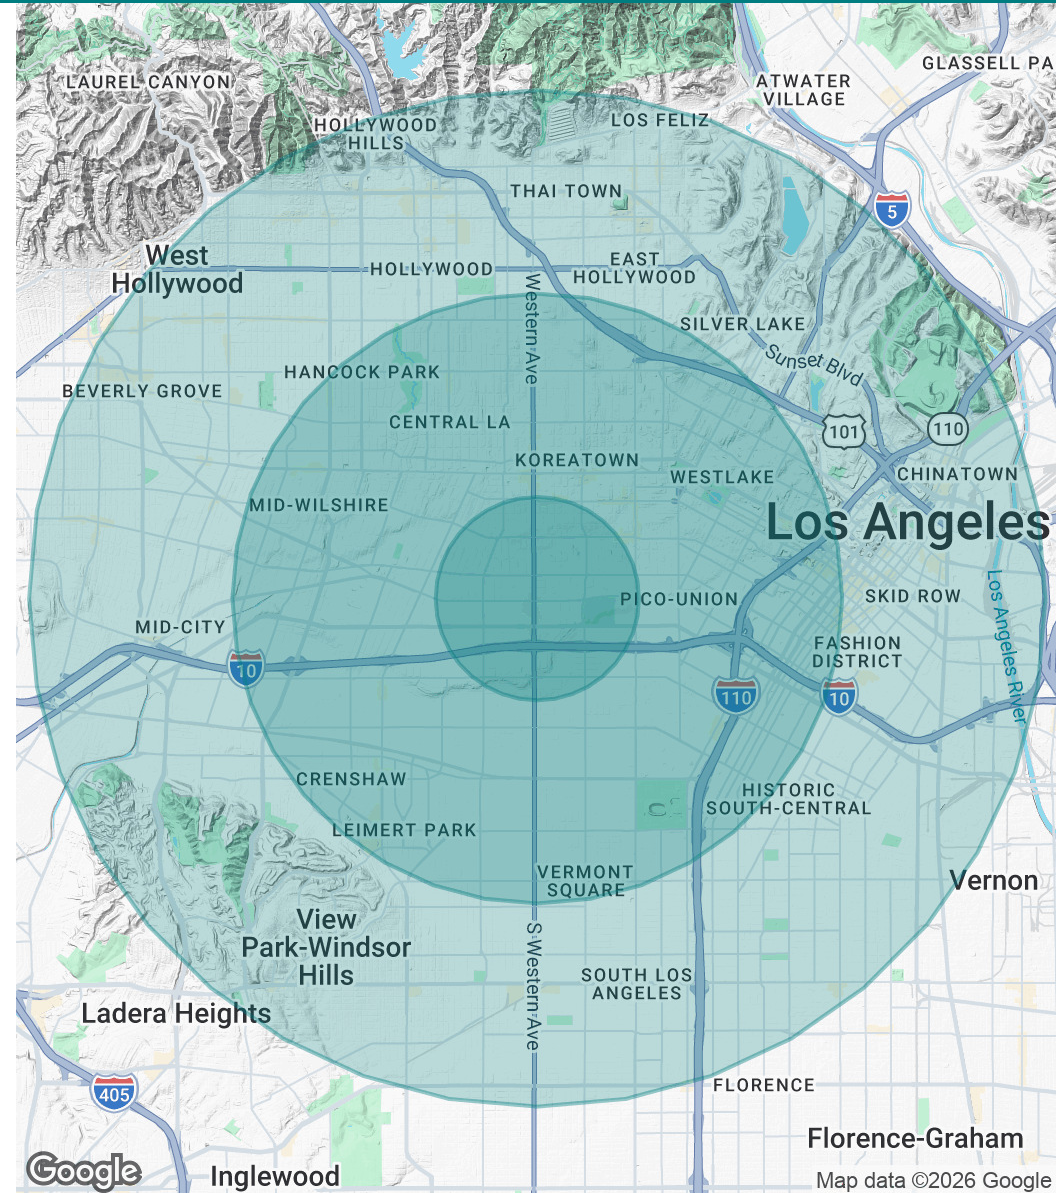 GLASSELL PA
LAUREL CANYON
ATWATER
VILLAGE
HOLLYWOOD
HILLS
LOS FELIZ
THAI TOWN
5
West
Hollywood
HOLLYWOOD
EAST
HOLLYWOOD
Western Ave
SILVER LAKE
Sunset Blvd
HANCOCK PARK
BEVERLY GROVE
CENTRAL LA
101
110
KOREATOWN
WESTLAKE
CHINATOWN
MID-WILSHIRE
Los Angeles
PICO-UNION
SKID ROW
Los Angeles River
MID-CITY
FASHION
DISTRICT
10
110
10
CRENSHAW
HISTORIC
SOUTH-CENTRAL
LEIMERT PARK
VERMONT
SQUARE
Vernon
View
Park-Windsor
Hills
S Western Ave
SOUTH LOS
ANGELES
Ladera Heights
405
FLORENCE
Florence-Graham
Google
Inglewood
Map data ©2026 Google